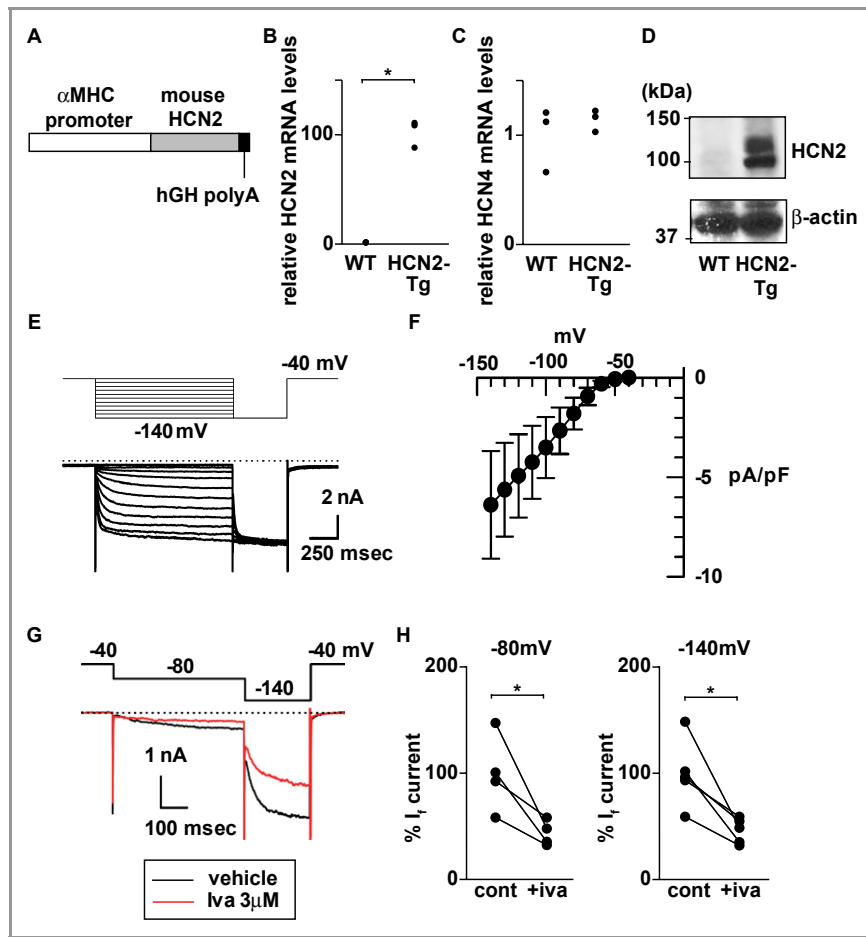 A
αMHC promoter
mouse HCN2
hGH polyA
B
relative HCN2 mRNA levels
100
0
*
WT
HCN2-Tg
C
relative HCN4 mRNA levels
1
0
WT
HCN2-Tg
D
(kDa)
150
100
37
HCN2
β-actin
WT
HCN2-Tg
E
-40 mV
-140 mV
2 nA
250 msec
F
mV
-150
-100
-50
0
-5
-10
pA/pF
G
-40
-80
-140
-40 mV
1 nA
100 msec
vehicle
Iva 3µM
H
-80mV
% If current
200
100
0
*
cont
+iva
-140mV
% If current
200
100
0
*
cont
+iva